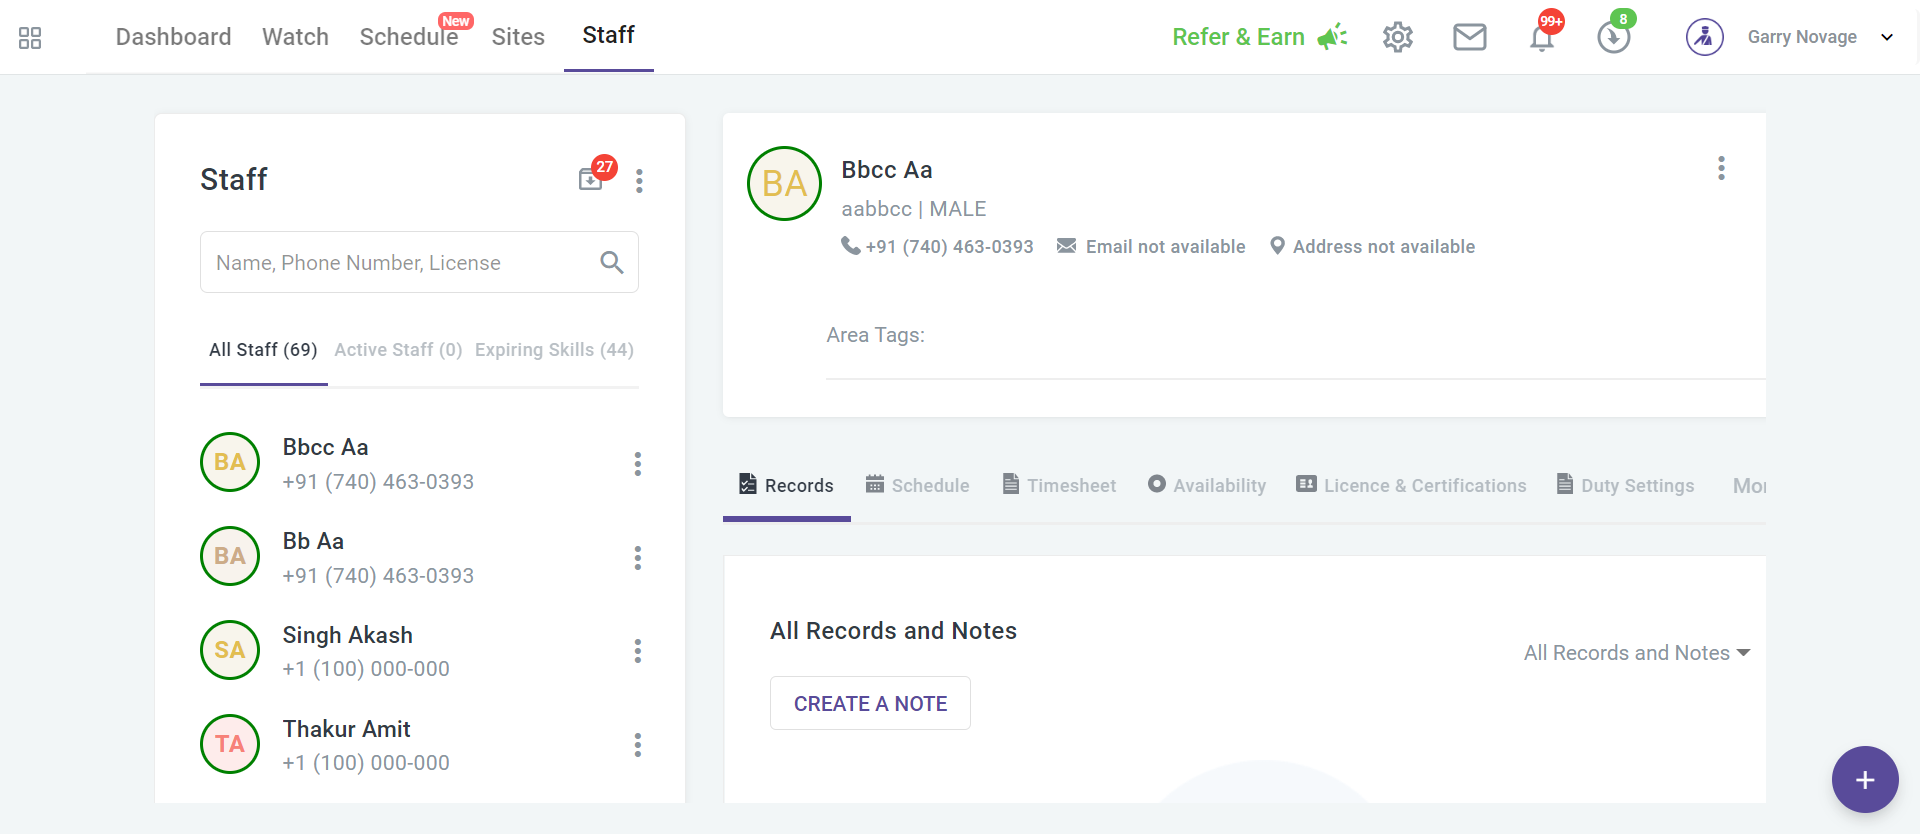 Dashboard Watch Schedule New Sites Staff Refer & Earn 99+ 8 Garry Novage
Staff 27
Name, Phone Number, License
All Staff (69) Active Staff (0) Expiring Skills (44)
BA Bbcc Aa
+91 (740) 463-0393
BA Bb Aa
+91 (740) 463-0393
SA Singh Akash
+1 (100) 000-000
TA Thakur Amit
+1 (100) 000-000
BA Bbcc Aa
aabbcc | MALE
+91 (740) 463-0393 Email not available Address not available
Area Tags:
Records Schedule Timesheet Availability Licence & Certifications Duty Settings Mor
All Records and Notes
All Records and Notes
CREATE A NOTE
+